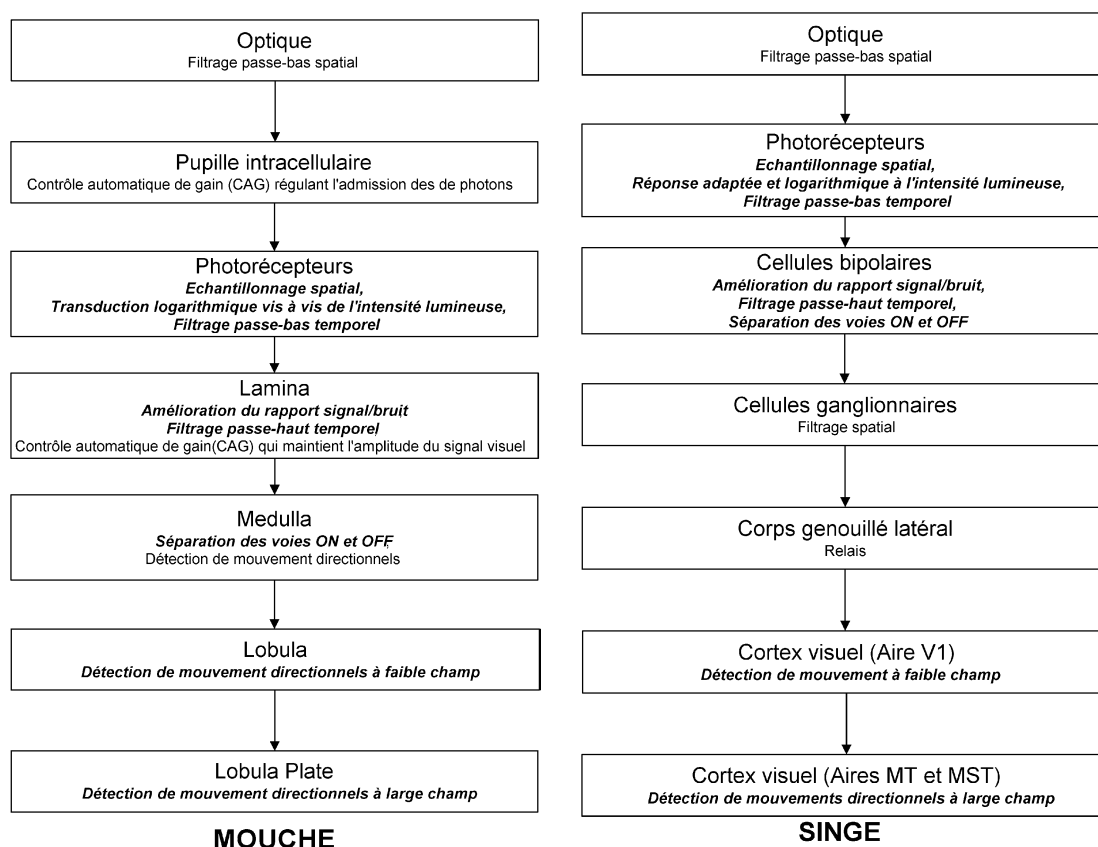 Optique
Filtrage passe-bas spatial
Pupille intracellulaire
Contrôle automatique de gain (CAG) régulant l'admission des de photons
Photorécepteurs
Echantillonnage spatial,
Transduction logarithmique vis à vis de l'intensité lumineuse,
Filtrage passe-bas temporel
Lamina
Amélioration du rapport signal/bruit
Filtrage passe-haut temporel
Contrôle automatique de gain(CAG) qui maintient l'amplitude du signal visuel
Medulla
Séparation des voies ON et OFF
Détection de mouvement directionnels
Lobula
Détection de mouvement directionnels à faible champ
Lobula Plate
Détection de mouvement directionnels à large champ
MOUCHE
Optique
Filtrage passe-bas spatial
Photorécepteurs
Echantillonnage spatial,
Réponse adaptée et logarithmique à l'intensité lumineuse,
Filtrage passe-bas temporel
Cellules bipolaires
Amélioration du rapport signal/bruit,
Filtrage passe-haut temporel,
Séparation des voies ON et OFF
Cellules ganglionnaires
Filtrage spatial
Corps genouillé latéral
Relais
Cortex visuel (Aire V1)
Détection de mouvement à faible champ
Cortex visuel (Aires MT et MST)
Détection de mouvements directionnels à large champ
SINGE